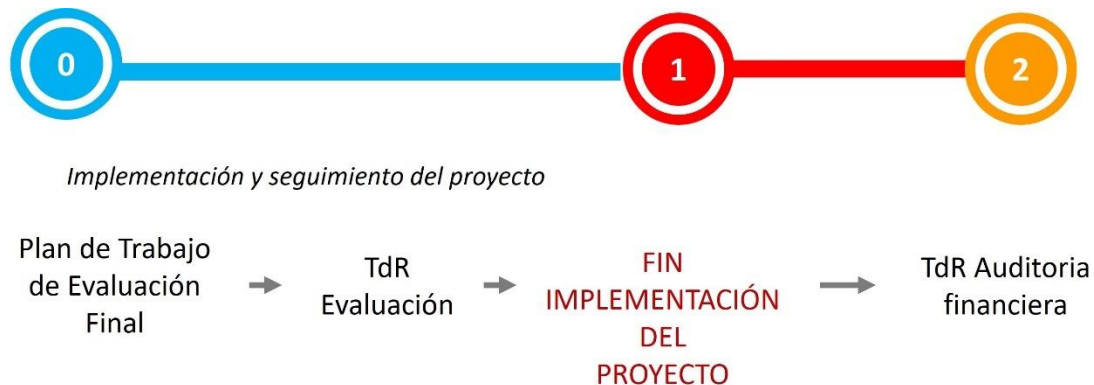 0
1
2
Implementación y seguimiento del proyecto
Plan de Trabajo
de Evaluación
Final
TdR
Evaluación
FIN
IMPLEMENTACIÓN
DEL
PROYECTO
TdR Auditoria
financiera